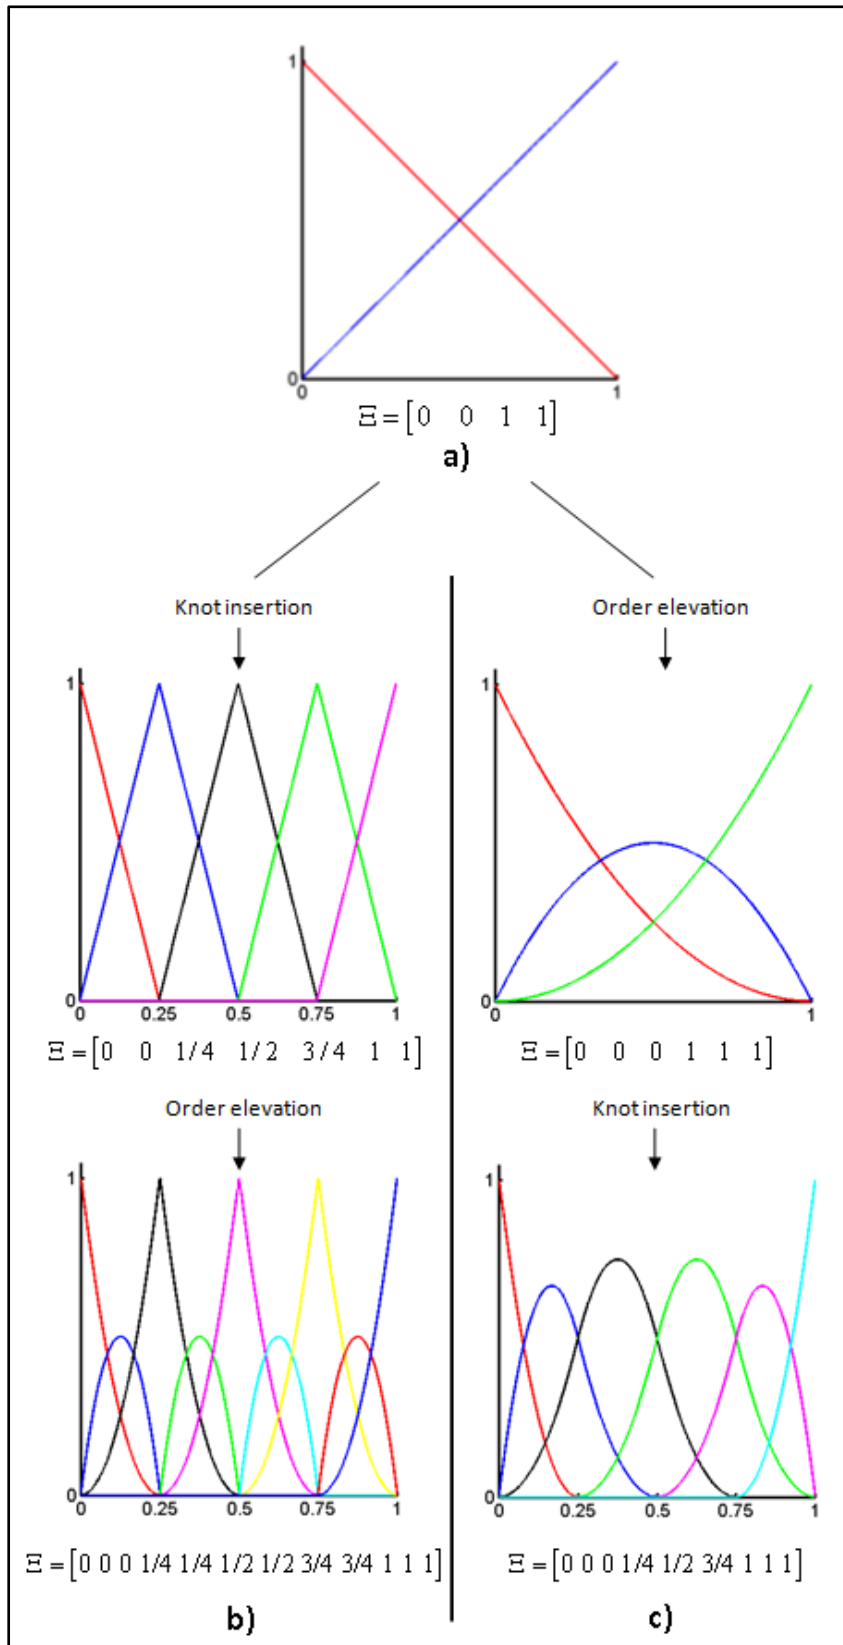 1
0
0 1
Ξ = [0 0 1 1]
a)
Knot insertion
1
0
0 0.25 0.5 0.75 1
Ξ = [0 0 1/4 1/2 3/4 1 1]
Order elevation
1
0
0 0.25 0.5 0.75 1
Ξ = [0 0 0 1/4 1/4 1/2 1/2 3/4 3/4 1 1 1]
b)
Order elevation
1
0
0 1
Ξ = [0 0 0 1 1 1]
Knot insertion
1
0
0 0.25 0.5 0.75 1
Ξ = [0 0 0 1/4 1/2 3/4 1 1 1]
c)